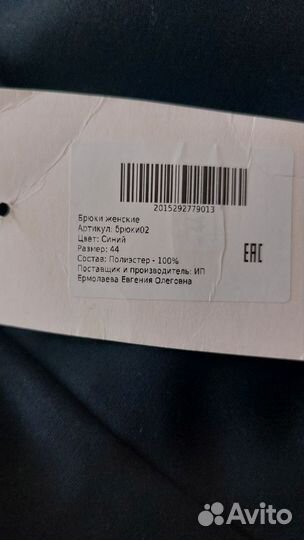 2015292779013
Брюки женские
Артикул: брюки02
Цвет: Синий
Размер: 44
Состав: Полиэстер - 100%
Поставщик и производитель: ИП
Ермолаева Евгения Олеговна
EAC
Avito